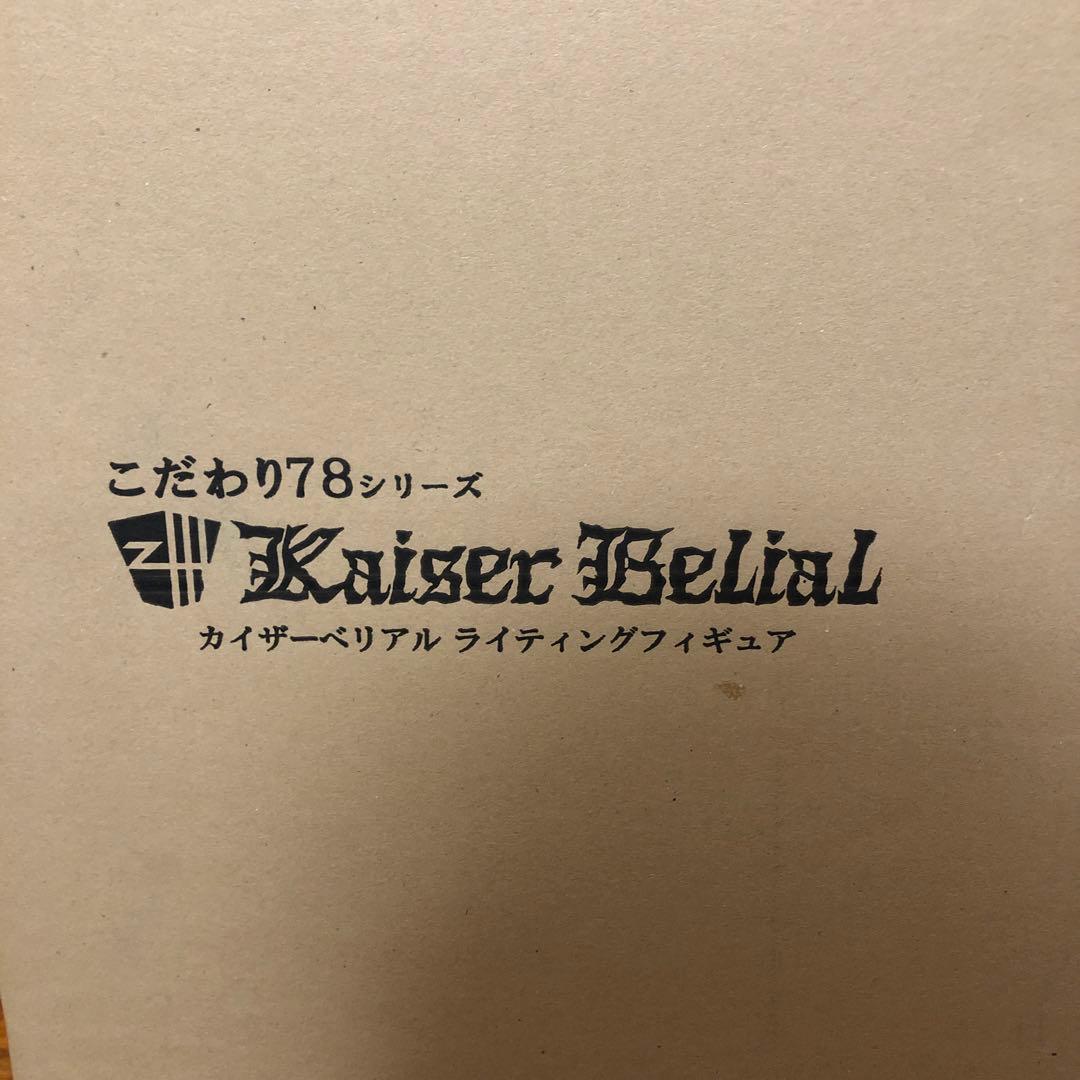 こだわり78シリーズ
Kaiser Belial
カイザーベリアル ライティングフィギュア